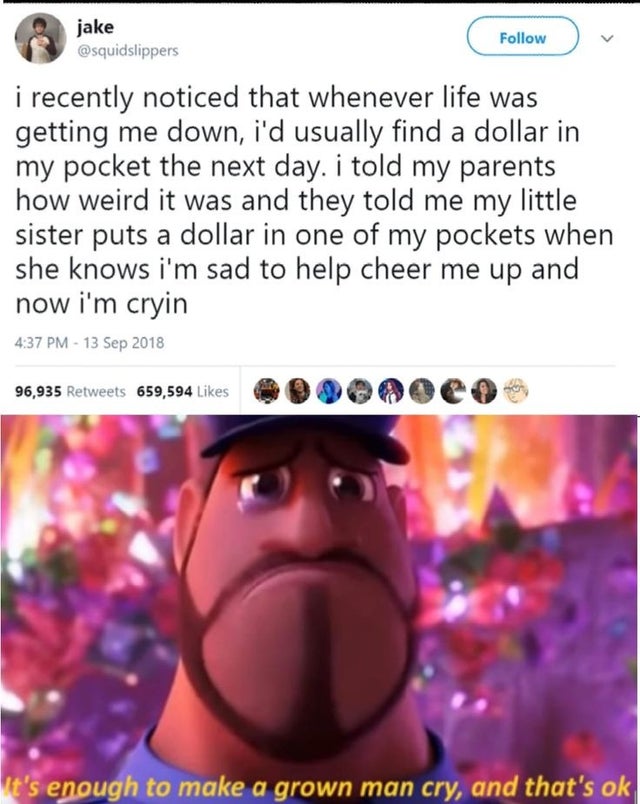 jake
@squidslippers
Follow
i recently noticed that whenever life was
getting me down, i'd usually find a dollar in
my pocket the next day. i told my parents
how weird it was and they told me my little
sister puts a dollar in one of my pockets when
she knows i'm sad to help cheer me up and
now i'm cryin
4:37 PM - 13 Sep 2018
96,935 Retweets 659,594 Likes
It's enough to make a grown man cry, and that's ok